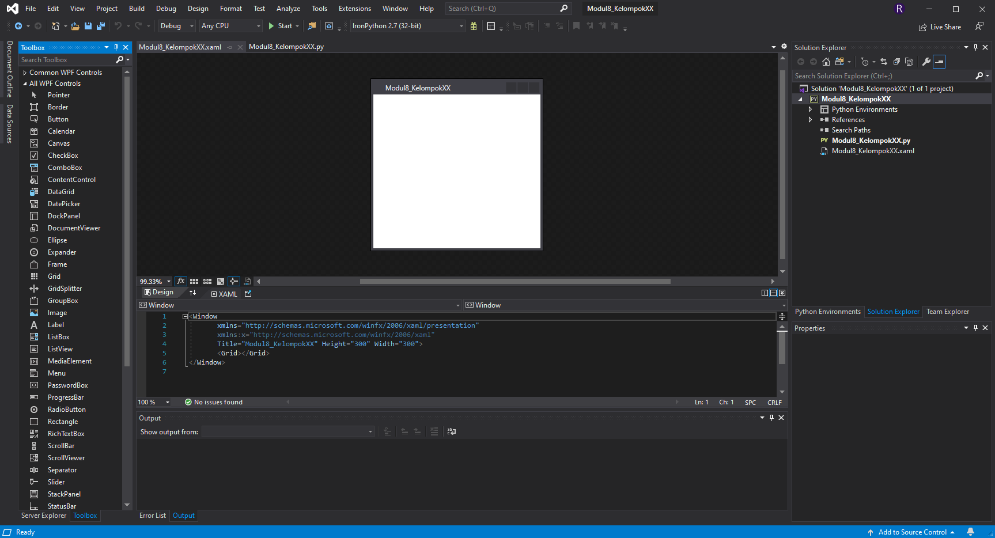 File Edit View Git Project Build Debug Design Format Test Analyze Tools Extensions Window Help Search (Ctrl+Q) Modul8_KelompokXX R
Debug Any CPU Start IronPython 2.7 (32-bit) Live Share
Document Outline
Data Sources
Toolbox
Search Toolbox
Common WPF Controls
All WPF Controls
Pointer
Border
Button
Calendar
Canvas
CheckBox
ComboBox
ContentControl
DataGrid
DatePicker
DockPanel
DocumentViewer
Ellipse
Expander
Frame
Grid
GridSplitter
GroupBox
Image
Label
ListBox
ListView
MediaElement
Menu
PasswordBox
ProgressBar
RadioButton
Rectangle
RichTextBox
ScrollBar
ScrollViewer
Separator
Slider
StackPanel
StatusBar
Server Explorer Toolbox
Modul8_KelompokXX.xaml Modul8_KelompokXX.py
Modul8_KelompokXX
99.33% fx
Design XAML
Window Window
1 <Window
2 xmlns="http://schemas.microsoft.com/winfx/2006/xaml/presentation"
3 xmlns:x="http://schemas.microsoft.com/winfx/2006/xaml"
4 Title="Modul8_KelompokXX" Height="300" Width="300">
5 <Grid></Grid>
6 </Window>
7
100 % No issues found Ln: 1 Ch: 1 SPC CRLF
Output
Show output from:
Error List Output
Solution Explorer
Search Solution Explorer (Ctrl+;)
Solution 'Modul8_KelompokXX' (1 of 1 project)
PY Modul8_KelompokXX
Python Environments
References
Search Paths
PY Modul8_KelompokXX.py
Modul8_KelompokXX.xaml
Python Environments Solution Explorer Team Explorer
Properties
Ready Add to Source Control